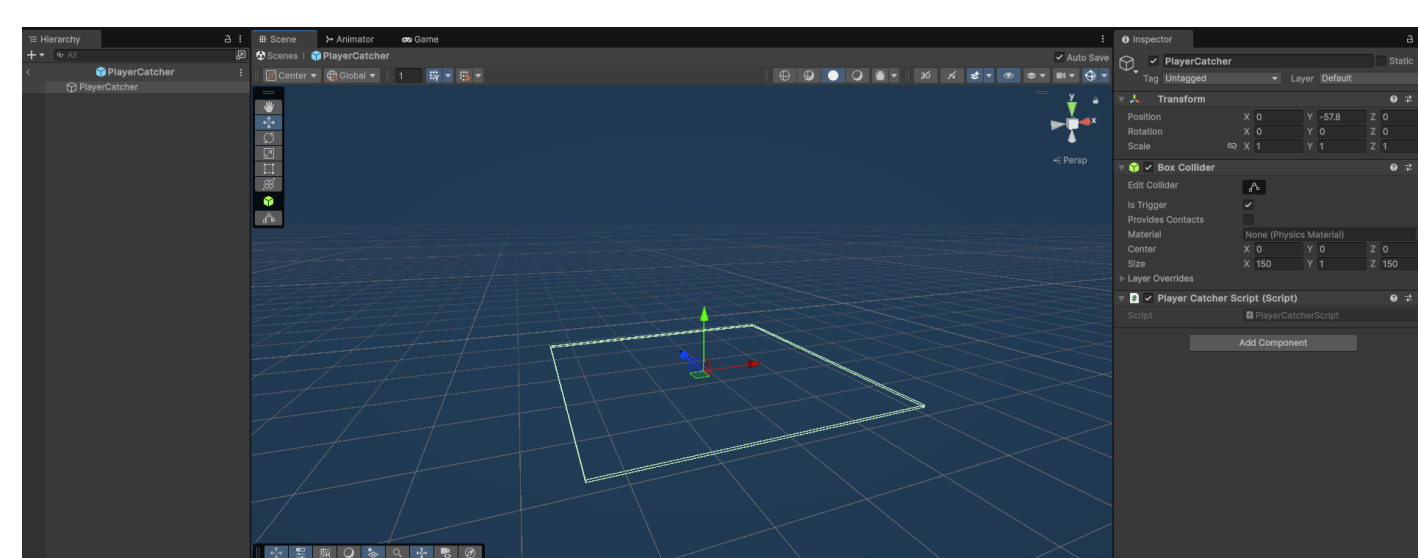 Hierarchy
Scene Animator Game
Inspector
All
Scenes | PlayerCatcher
Auto Save
PlayerCatcher
Static
PlayerCatcher
Center Global 1
Tag Untagged Layer Default
PlayerCatcher
Transform
Position X 0 Y -57.8 Z 0
Rotation X 0 Y 0 Z 0
Scale X 1 Y 1 Z 1
y
x
< Persp
Box Collider
Edit Collider
Is Trigger
Provides Contacts
Material None (Physics Material)
Center X 0 Y 0 Z 0
Size X 150 Y 1 Z 150
Layer Overrides
# Player Catcher Script (Script)
Script PlayerCatcherScript
Add Component